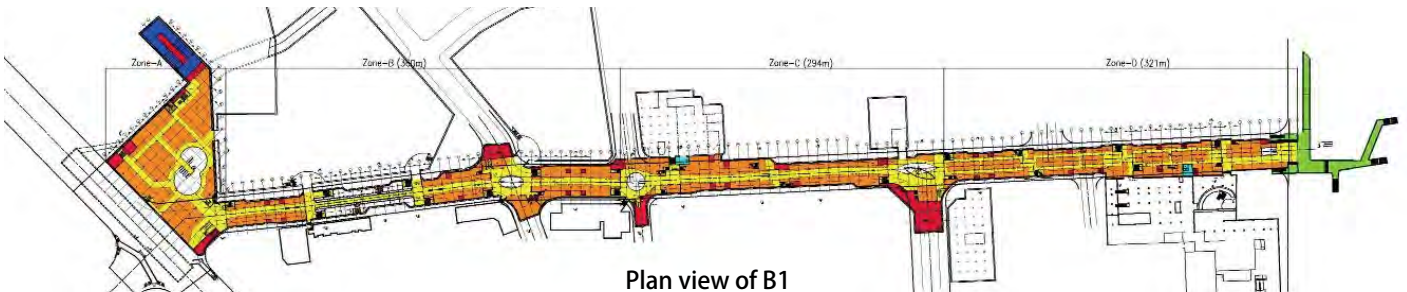 Zone-A
Zone-B (360m)
Zone-C (294m)
Zone-D (321m)
Plan view of B1